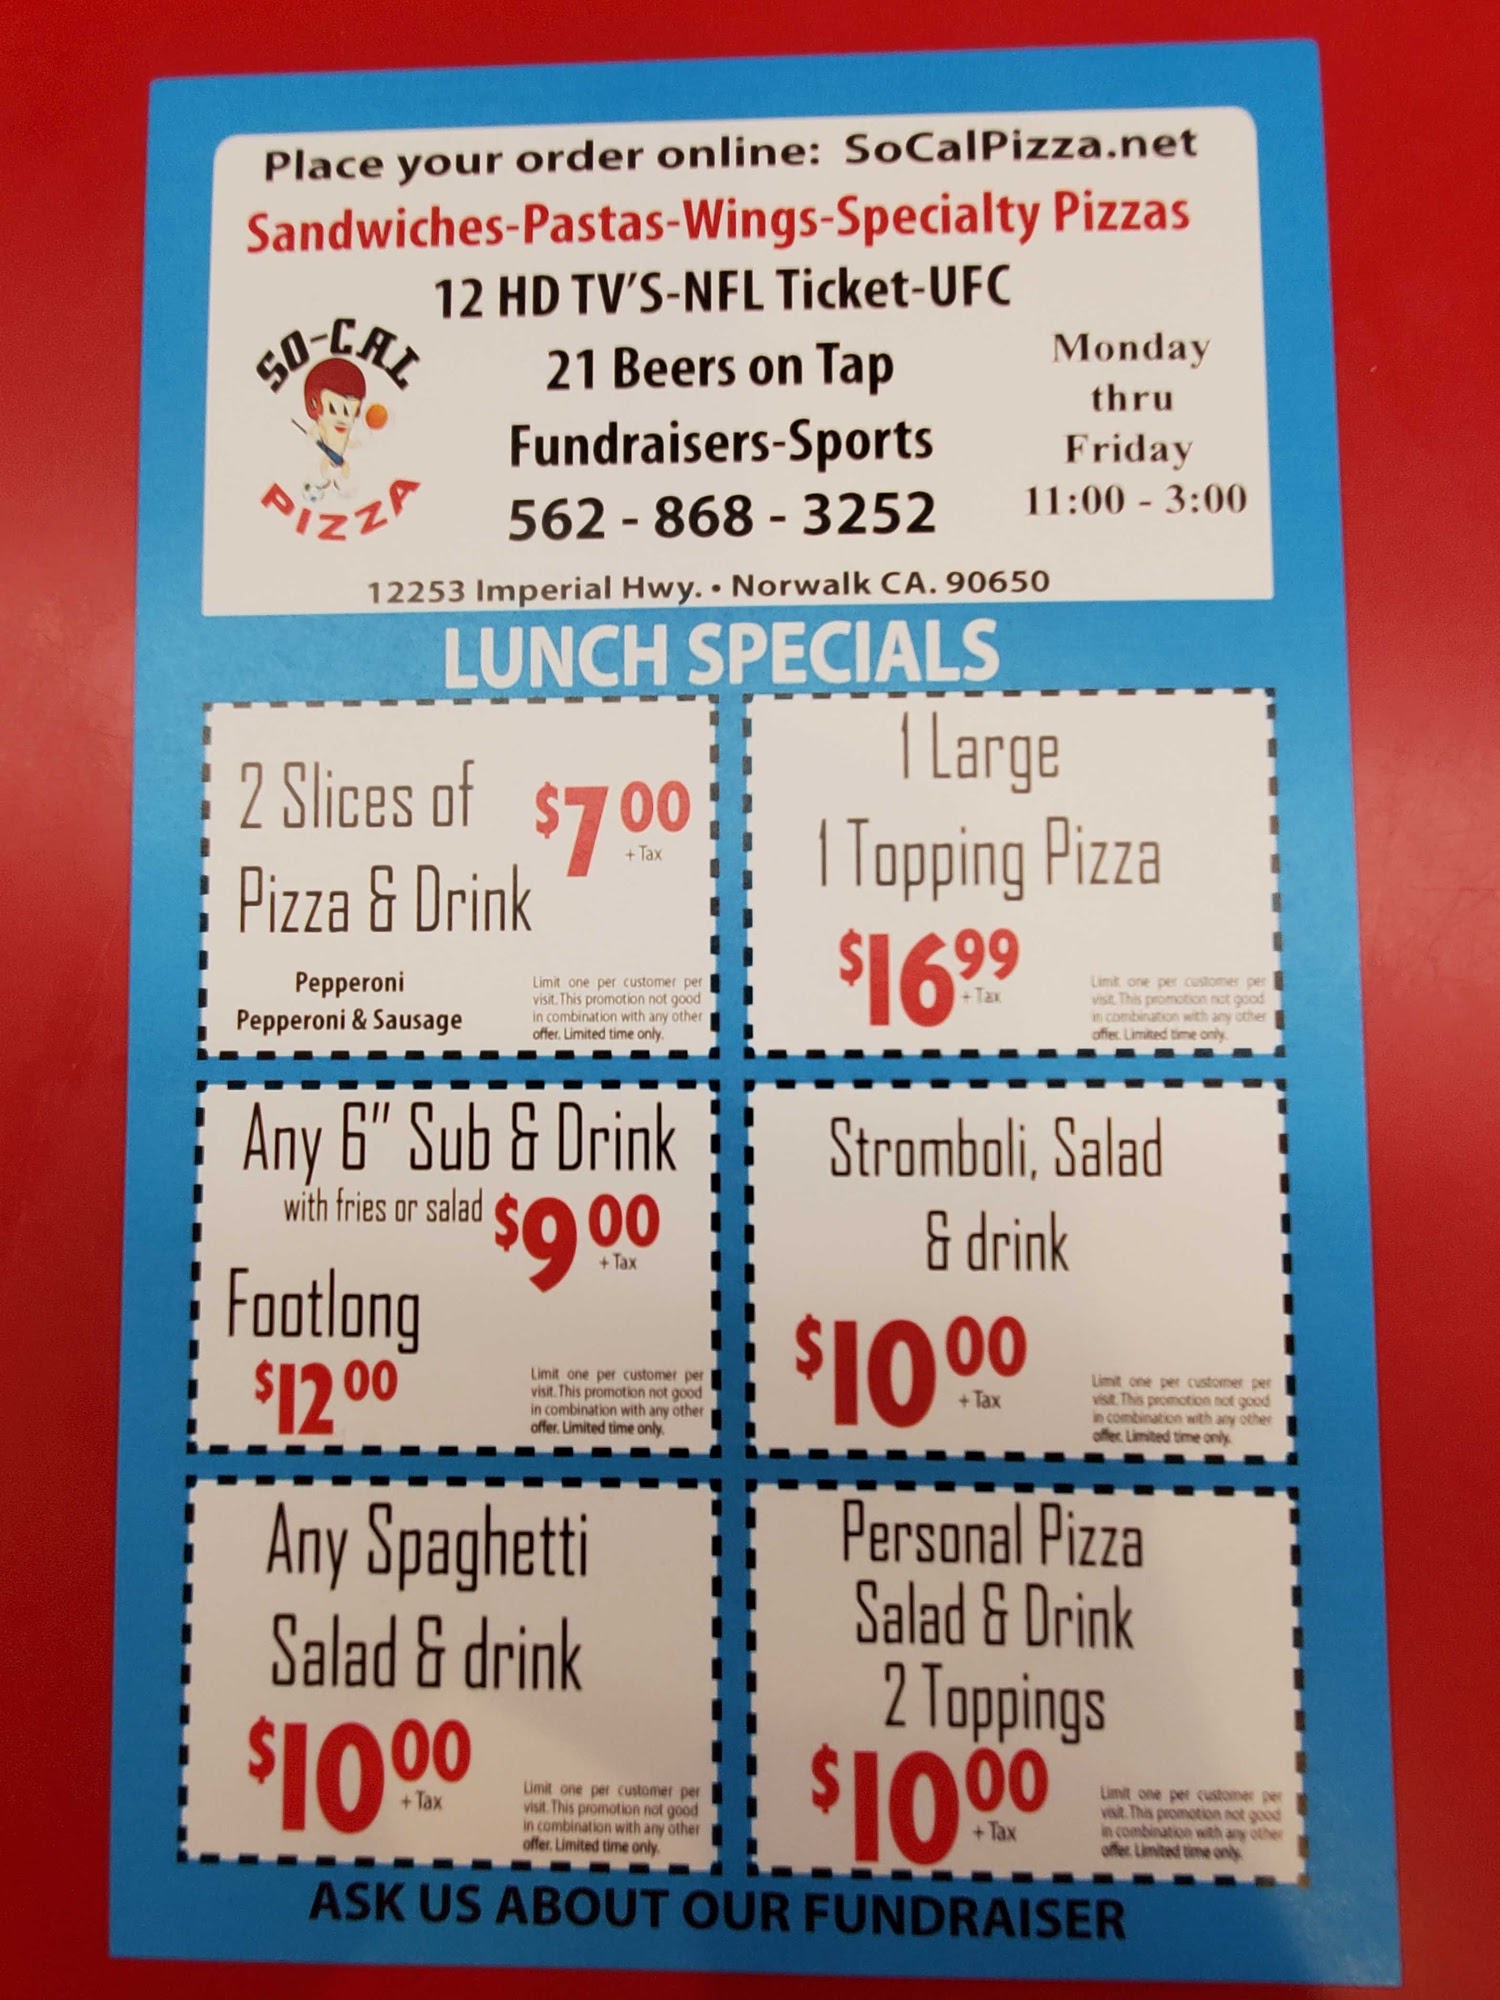 Place your order online: SoCalPizza.net
Sandwiches-Pastas-Wings-Specialty Pizzas
12 HD TV'S-NFL Ticket-UFC
SO-CAL
PIZZA
21 Beers on Tap
Fundraisers-Sports
562 - 868 - 3252
Monday
thru
Friday
11:00 - 3:00
12253 Imperial Hwy. • Norwalk CA. 90650
LUNCH SPECIALS
2 Slices of
Pizza & Drink
$7 00
+ Tax
Pepperoni
Pepperoni & Sausage
Limit one per customer per
visit. This promotion not good
in combination with any other
offer. Limited time only.
1 Large
1 Topping Pizza
$16 99
+ Tax
Limit one per customer per
visit. This promotion not good
in combination with any other
offer. Limited time only.
Any 6" Sub & Drink
with fries or salad
$9 00
+ Tax
Footlong
$12 00
Limit one per customer per
visit. This promotion not good
in combination with any other
offer. Limited time only.
Stromboli, Salad
& drink
$10 00
+ Tax
Limit one per customer per
visit. This promotion not good
in combination with any other
offer. Limited time only.
Any Spaghetti
Salad & drink
$10 00
+ Tax
Limit one per customer per
visit. This promotion not good
in combination with any other
offer. Limited time only.
Personal Pizza
Salad & Drink
2 Toppings
$10 00
+ Tax
Limit one per customer per
visit. This promotion not good
in combination with any other
offer. Limited time only.
ASK US ABOUT OUR FUNDRAISER